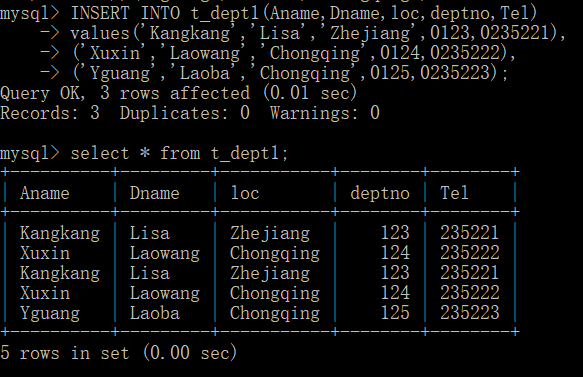 mysql> INSERT INTO t_dept1(Aname,Dname,loc,deptno,Tel)
    -> values('Kangkang','Lisa','Zhejiang',0123,0235221),
    -> ('Xuxin','Laowang','Chongqing',0124,0235222),
    -> ('Yguang','Laoba','Chongqing',0125,0235223);
Query OK, 3 rows affected (0.01 sec)
Records: 3  Duplicates: 0  Warnings: 0
mysql> select * from t_dept1;
+----------+---------+-----------+--------+--------+
| Aname    | Dname   | loc       | deptno | Tel    |
+----------+---------+-----------+--------+--------+
| Kangkang | Lisa    | Zhejiang  |    123 | 235221 |
| Xuxin    | Laowang | Chongqing |    124 | 235222 |
| Kangkang | Lisa    | Zhejiang  |    123 | 235221 |
| Xuxin    | Laowang | Chongqing |    124 | 235222 |
| Yguang   | Laoba   | Chongqing |    125 | 235223 |
+----------+---------+-----------+--------+--------+
5 rows in set (0.00 sec)